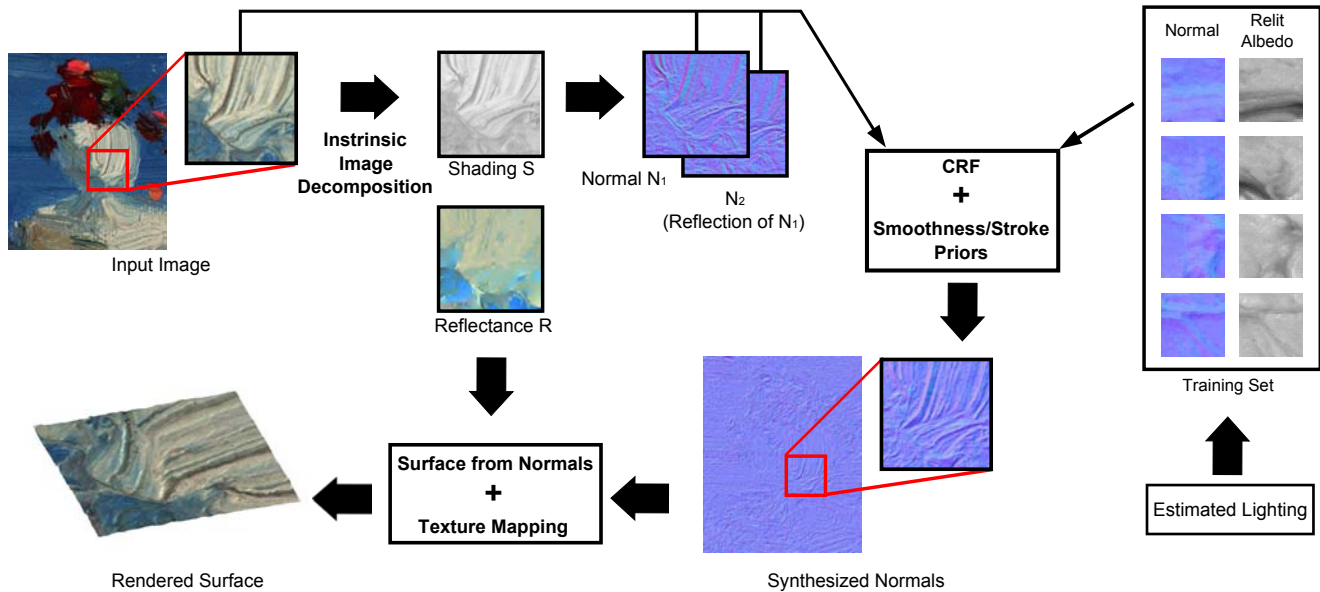 Normal
Relit
Albedo
Instrinsic
Image
Decomposition
Shading S
Normal N1
N2
(Reflection of N1)
CRF
+
Smoothness/Stroke
Priors
Input Image
Reflectance R
Training Set
Surface from Normals
+
Texture Mapping
Estimated Lighting
Rendered Surface
Synthesized Normals